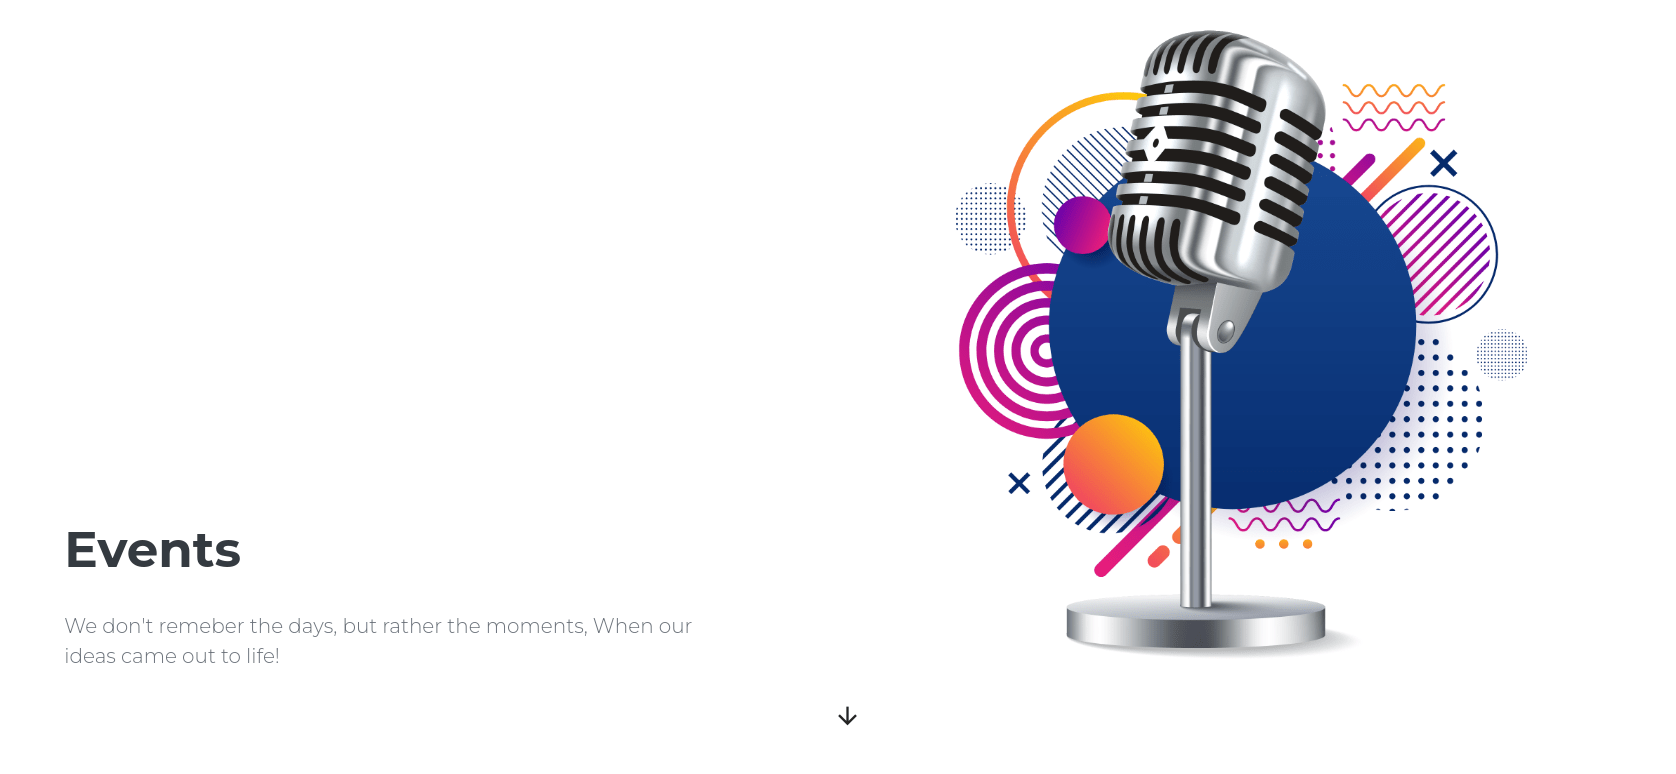 Events
We don't remeber the days, but rather the moments, When our
ideas came out to life!